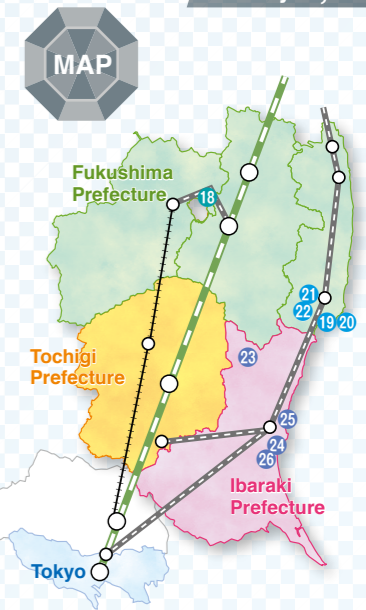 MAP
Fukushima
Prefecture
18
21
22
19 20
23
Tochigi
Prefecture
25
24
26
Ibaraki
Prefecture
Tokyo